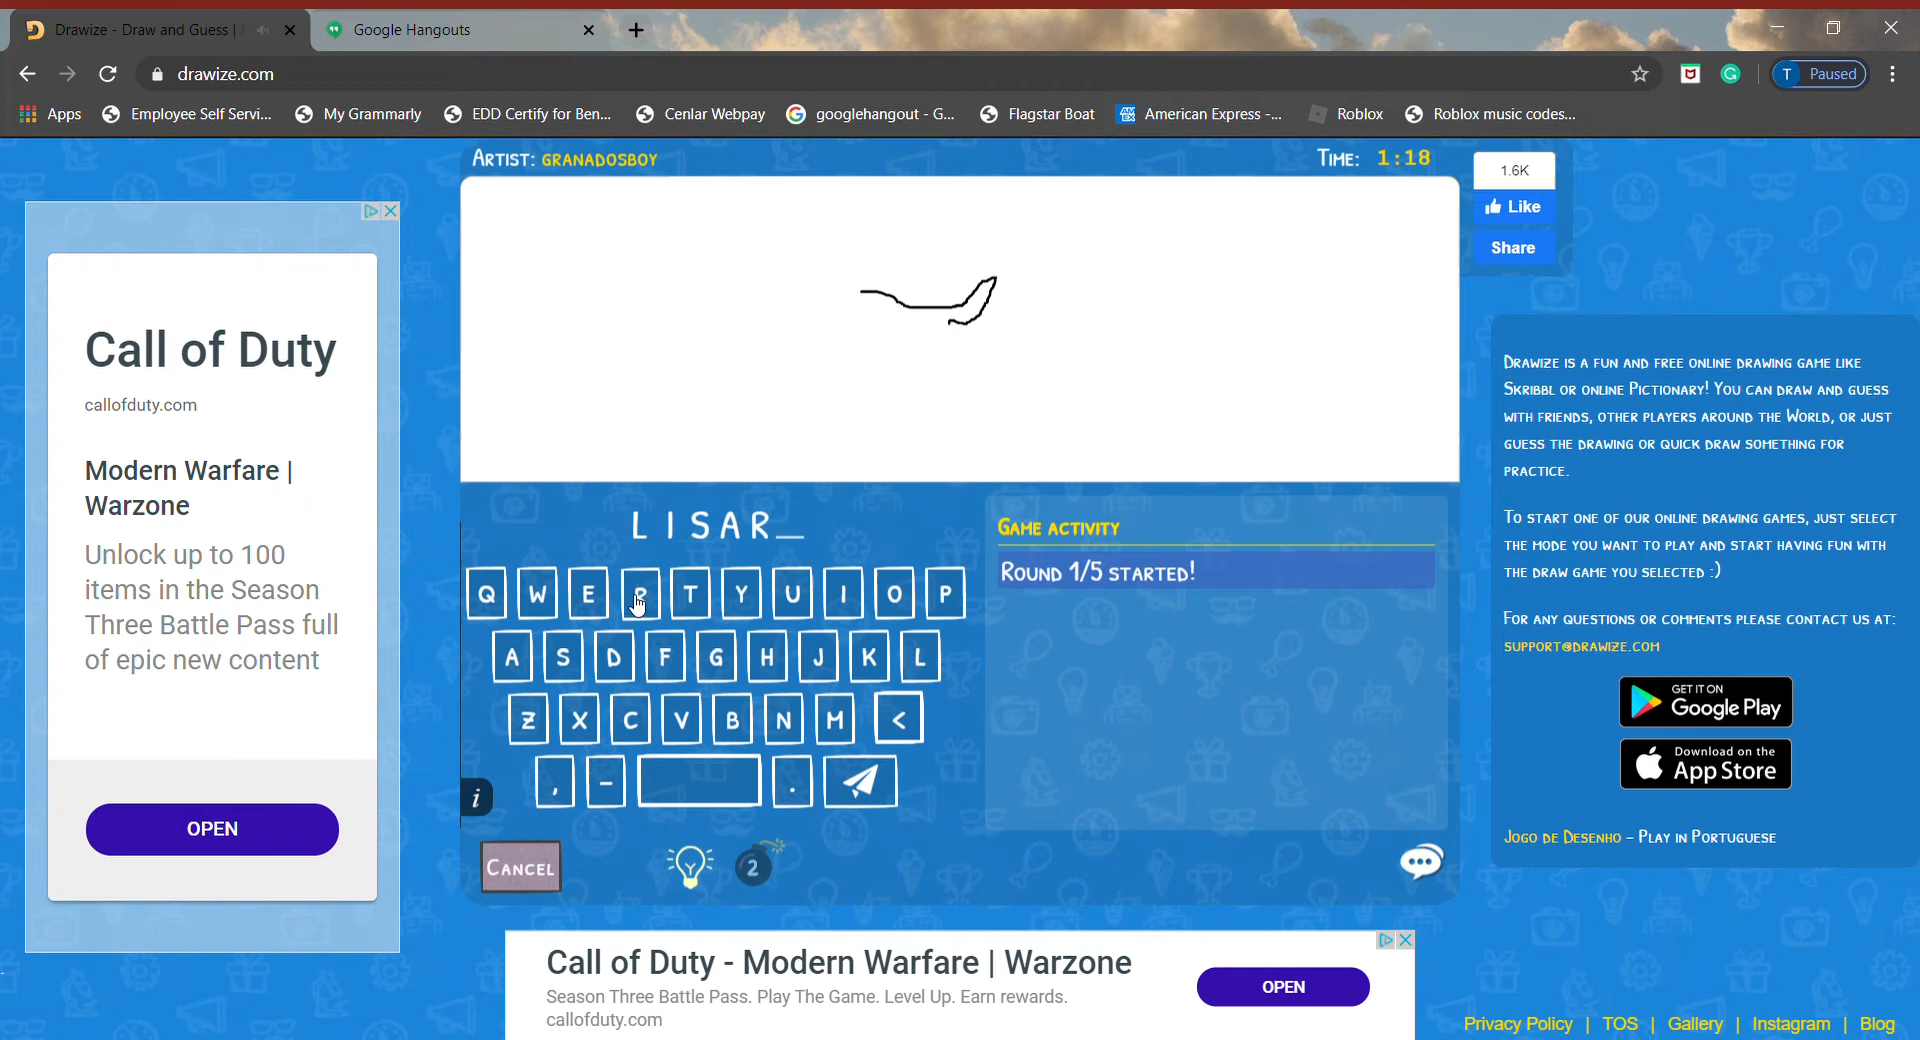 Drawize - Draw and Guess |
Google Hangouts
drawize.com
T Paused
Apps
Employee Self Servi...
My Grammarly
EDD Certify for Ben...
Cenlar Webpay
googlehangout - G...
Flagstar Boat
American Express -...
Roblox
Roblox music codes...
Artist: GRANADOSBOY
Time: 1:18
1.6K
Like
Share
Call of Duty
callofduty.com
Modern Warfare |
Warzone
Unlock up to 100
items in the Season
Three Battle Pass full
of epic new content
OPEN
LISAR_
Q W E R T Y U I O P
A S D F G H J K L
Z X C V B N M <
, - .
i
Cancel
2
Game activity
Round 1/5 started!
Drawize is a fun and free online drawing game like
Skribbl or online Pictionary! You can draw and guess
with friends, other players around the World, or just
guess the drawing or quick draw something for
practice.
To start one of our online drawing games, just select
the mode you want to play and start having fun with
the draw game you selected :)
For any questions or comments please contact us at:
support@drawize.com
GET IT ON
Google Play
Download on the
App Store
Jogo de Desenho - Play in Portuguese
Call of Duty - Modern Warfare | Warzone
Season Three Battle Pass. Play The Game. Level Up. Earn rewards.
callofduty.com
OPEN
Privacy Policy | TOS | Gallery | Instagram | Blog